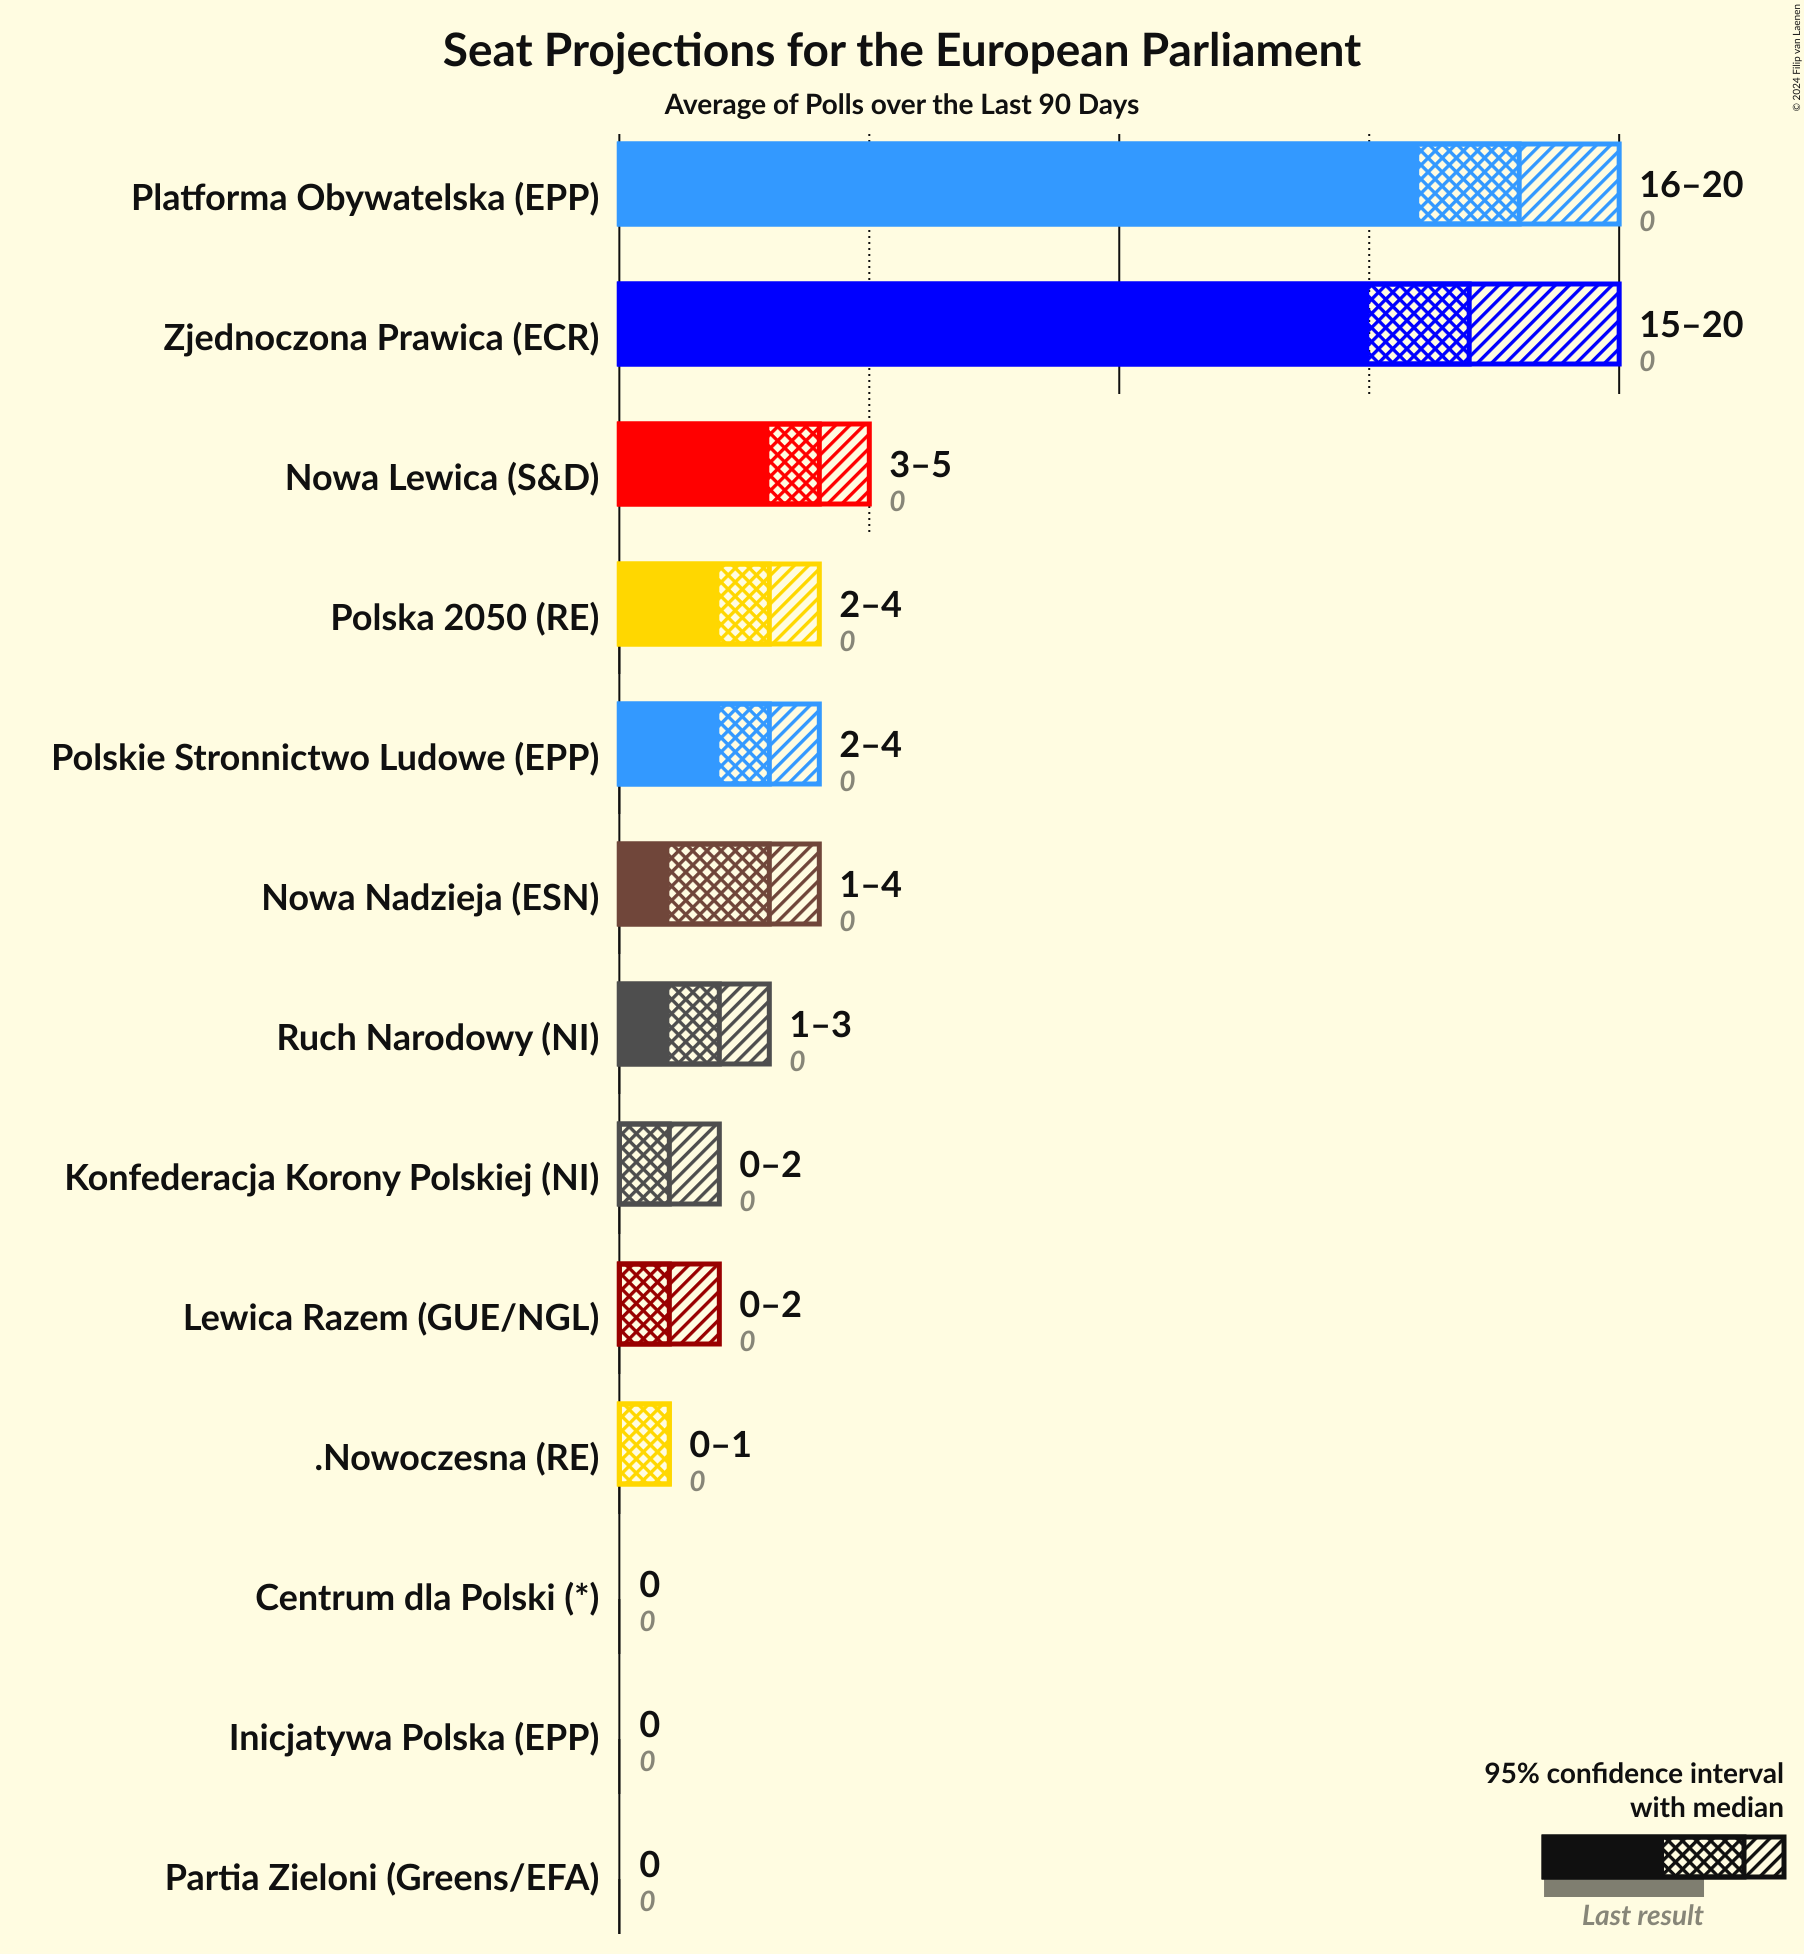 Seat Projections for the European Parliament
Average of Polls over the Last 90 Days
© 2024 Filip van Laenen
Platforma Obywatelska (EPP)
16–20
0
Zjednoczona Prawica (ECR)
15–20
0
Nowa Lewica (S&D)
3–5
0
Polska 2050 (RE)
2–4
0
Polskie Stronnictwo Ludowe (EPP)
2–4
0
Nowa Nadzieja (ESN)
1–4
0
Ruch Narodowy (NI)
1–3
0
Konfederacja Korony Polskiej (NI)
0–2
0
Lewica Razem (GUE/NGL)
0–2
0
.Nowoczesna (RE)
0–1
0
Centrum dla Polski (*)
0
0
Inicjatywa Polska (EPP)
0
0
Partia Zieloni (Greens/EFA)
0
0
95% confidence interval
with median
Last result